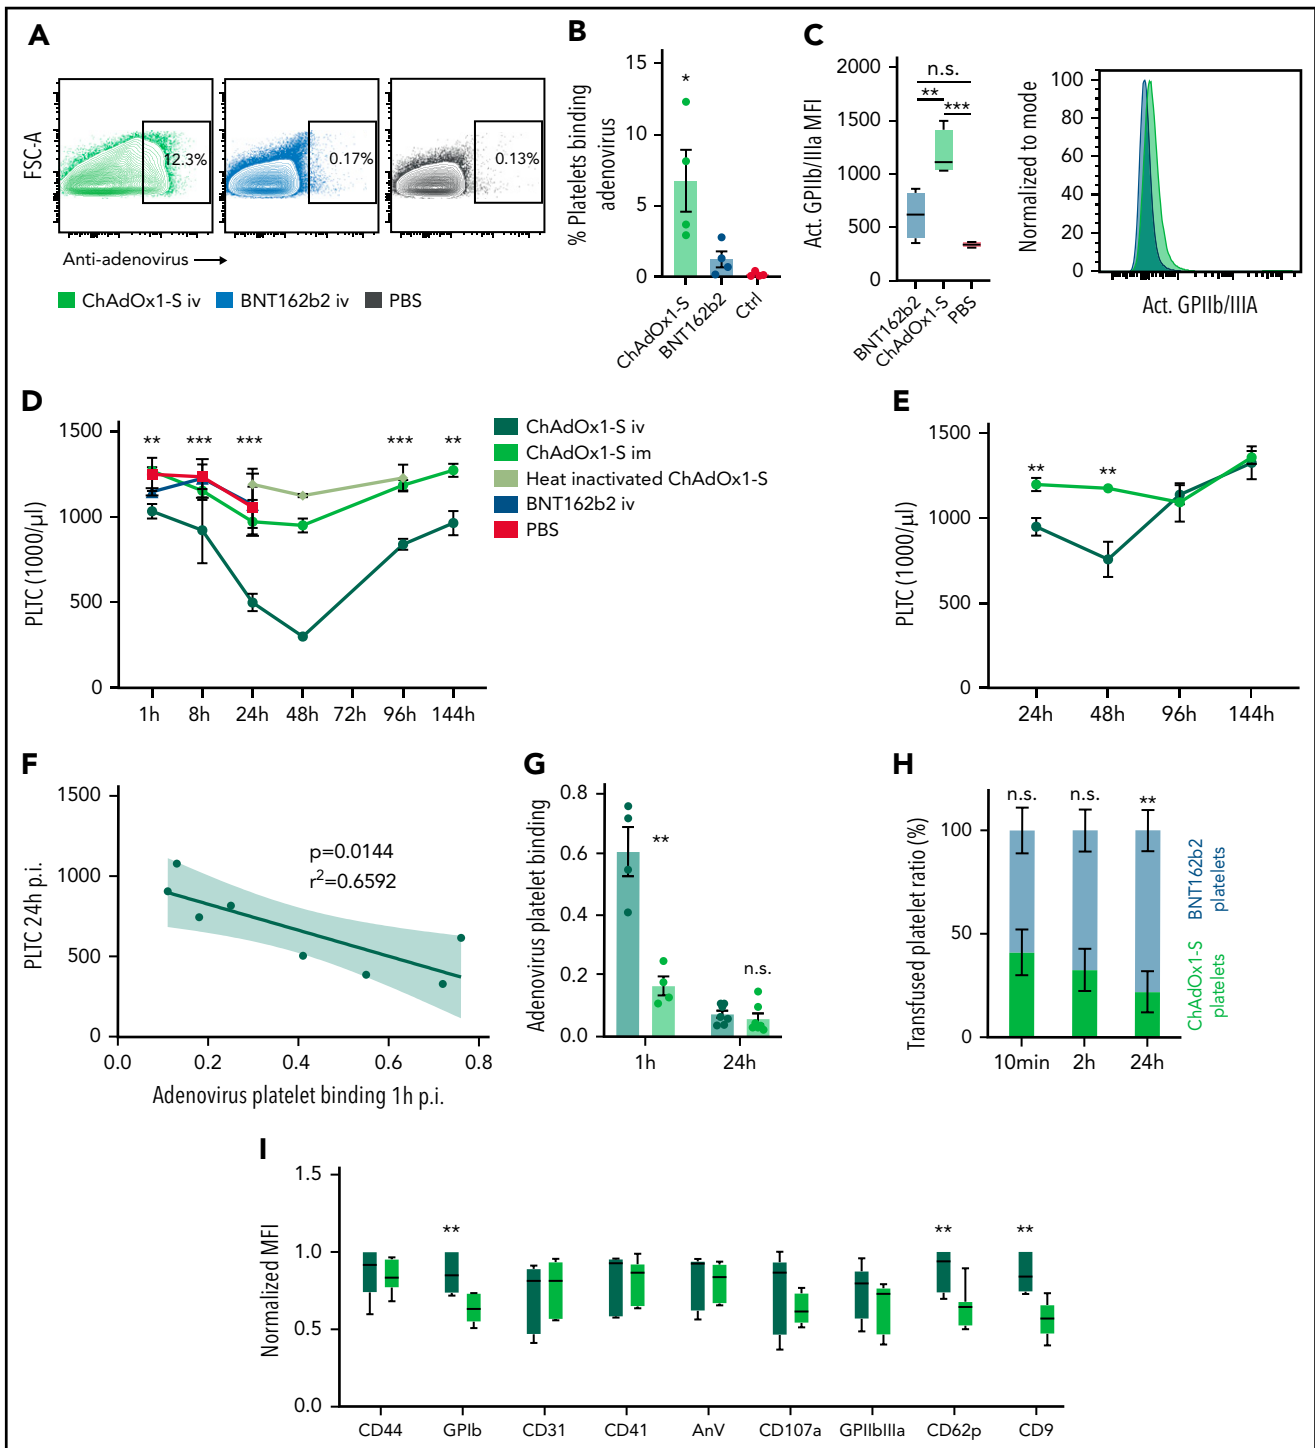 A
FSC-A
12.3%
0.17%
0.13%
Anti-adenovirus
ChAdOx1-S iv
BNT162b2 iv
PBS
B
% Platelets binding
adenovirus
15
10
5
0
*
ChAdOx1-S
BNT162b2
Ctrl
C
Act. GPIIb/IIIa MFI
2000
1500
1000
500
0
n.s.
**
***
BNT162b2
ChAdOx1-S
PBS
Normalized to mode
100
80
60
40
20
0
Act. GPIIb/IIIA
D
PLTC (1000/µl)
1500
1000
500
0
** *** *** *** **
1h 8h 24h 48h 72h 96h 144h
ChAdOx1-S iv
ChAdOx1-S im
Heat inactivated ChAdOx1-S
BNT162b2 iv
PBS
E
PLTC (1000/µl)
1500
1000
500
0
** **
24h 48h 96h 144h
F
PLTC 24h p.i.
1500
1000
500
0
p=0.0144
r²=0.6592
0.0 0.2 0.4 0.6 0.8
Adenovirus platelet binding 1h p.i.
G
Adenovirus platelet binding
0.8
0.6
0.4
0.2
0.0
**
n.s.
1h 24h
H
Transfused platelet ratio (%)
100
50
0
n.s. n.s. **
10min 2h 24h
BNT162b2
platelets
ChAdOx1-S
platelets
I
Normalized MFI
1.5
1.0
0.5
0.0
** ** **
CD44 GPIb CD31 CD41 AnV CD107a GPIIbIIIa CD62p CD9